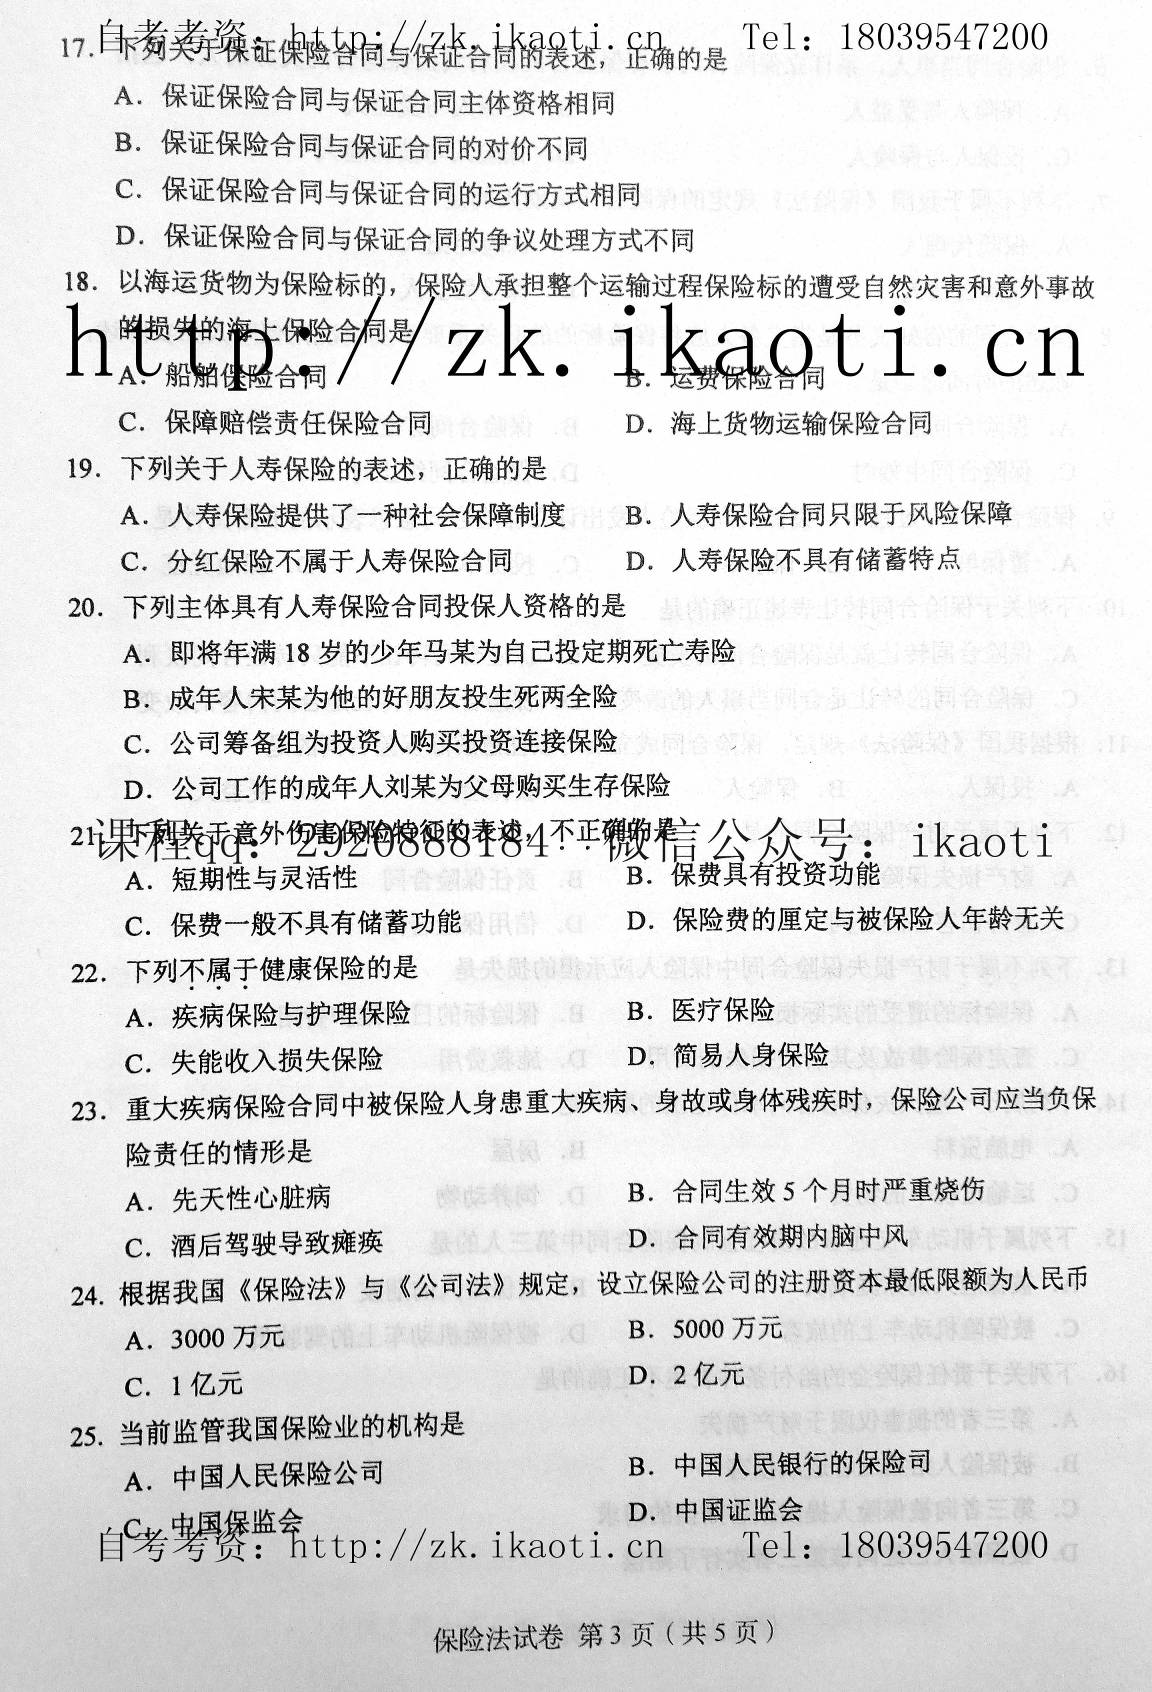 自考考资：http://zk.ikaoti.cn Tel：18039547200
17．下列关于保证保险合同与保证合同的表述，正确的是
A．保证保险合同与保证合同主体资格相同
B．保证保险合同与保证合同的对价不同
C．保证保险合同与保证合同的运行方式相同
D．保证保险合同与保证合同的争议处理方式不同
18．以海运货物为保险标的，保险人承担整个运输过程保险标的遭受自然灾害和意外事故
的损失的海上保险合同是
http://zk.ikaoti.cn
A．船舶保险合同 B．运费保险合同
C．保障赔偿责任保险合同 D．海上货物运输保险合同
19．下列关于人寿保险的表述，正确的是
A．人寿保险提供了一种社会保障制度 B．人寿保险合同只限于风险保障
C．分红保险不属于人寿保险合同 D．人寿保险不具有储蓄特点
20．下列主体具有人寿保险合同投保人资格的是
A．即将年满 18 岁的少年马某为自己投定期死亡寿险
B．成年人宋某为他的好朋友投生死两全险
C．公司筹备组为投资人购买投资连接保险
D．公司工作的成年人刘某为父母购买生存保险
21．下列关于意外伤害保险特征的表述，不正确的是
课程qq：2920888184 微信公众号：ikaoti
A．短期性与灵活性 B．保费具有投资功能
C．保费一般不具有储蓄功能 D．保险费的厘定与被保险人年龄无关
22．下列不属于健康保险的是
A．疾病保险与护理保险 B．医疗保险
C．失能收入损失保险 D．简易人身保险
23．重大疾病保险合同中被保险人身患重大疾病、身故或身体残疾时，保险公司应当负保
险责任的情形是
A．先天性心脏病 B．合同生效 5 个月时严重烧伤
C．酒后驾驶导致瘫痪 D．合同有效期内脑中风
24．根据我国《保险法》与《公司法》规定，设立保险公司的注册资本最低限额为人民币
A．3000 万元 B．5000 万元
C．1 亿元 D．2 亿元
25．当前监管我国保险业的机构是
A．中国人民保险公司 B．中国人民银行的保险司
C．中国保监会 D．中国证监会
自考考资：http://zk.ikaoti.cn Tel：18039547200
保险法试卷 第 3 页（共 5 页）